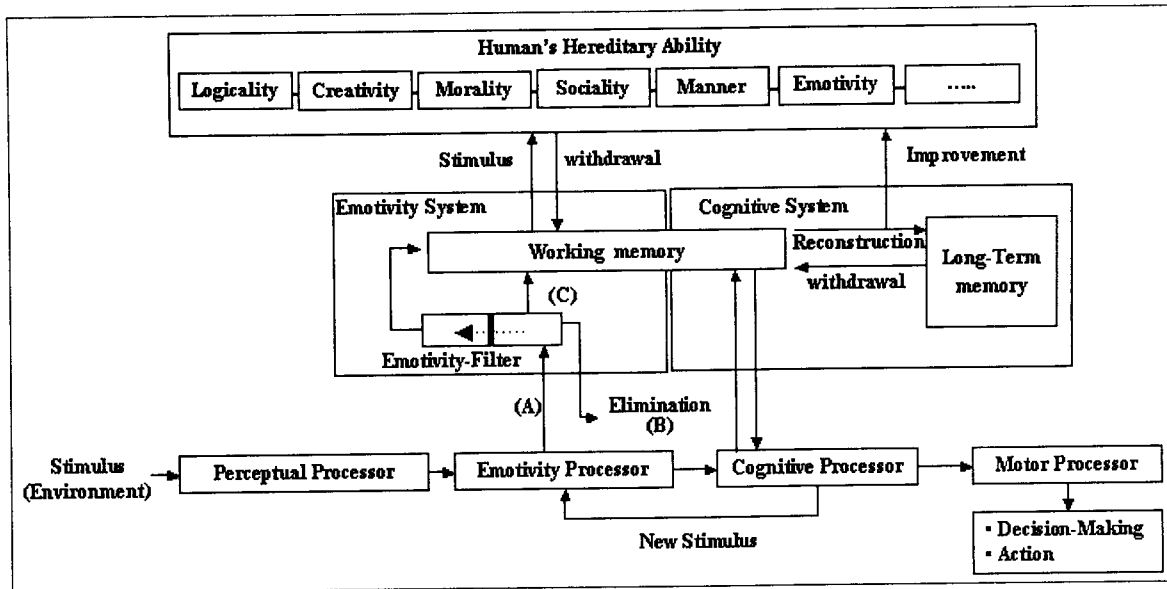 Human's Hereditary Ability
Logicality
Creativity
Morality
Sociality
Manner
Emotivity
.....
Stimulus
withdrawal
Improvement
Emotivity System
Cognitive System
Working memory
Reconstruction
withdrawal
Long-Term
memory
(C)
Emotivity-Filter
(A)
Elimination
(B)
Stimulus
(Environment)
Perceptual Processor
Emotivity Processor
Cognitive Processor
Motor Processor
New Stimulus
▪ Decision-Making
▪ Action